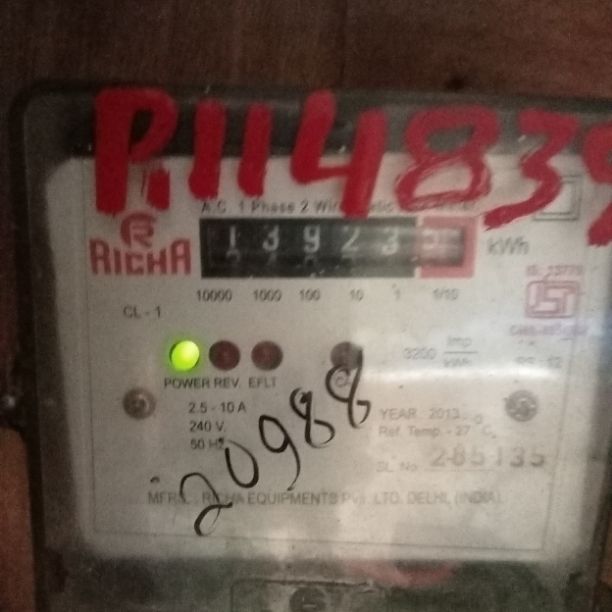 P.114839
A.C. 1 Phase 2 Wire
RICHA
13923 kWh
10000 1000 100 10 1 1/10
CL - 1
3200 Imp/kWh
POWER REV. EFLT
2.5 - 10 A
240 V.
50 Hz
20988
YEAR 2013
Ref. Temp. - 27 °C
SL. No. 285135
MFRS. RICHA EQUIPMENTS Pvt. LTD. DELHI, (INDIA)